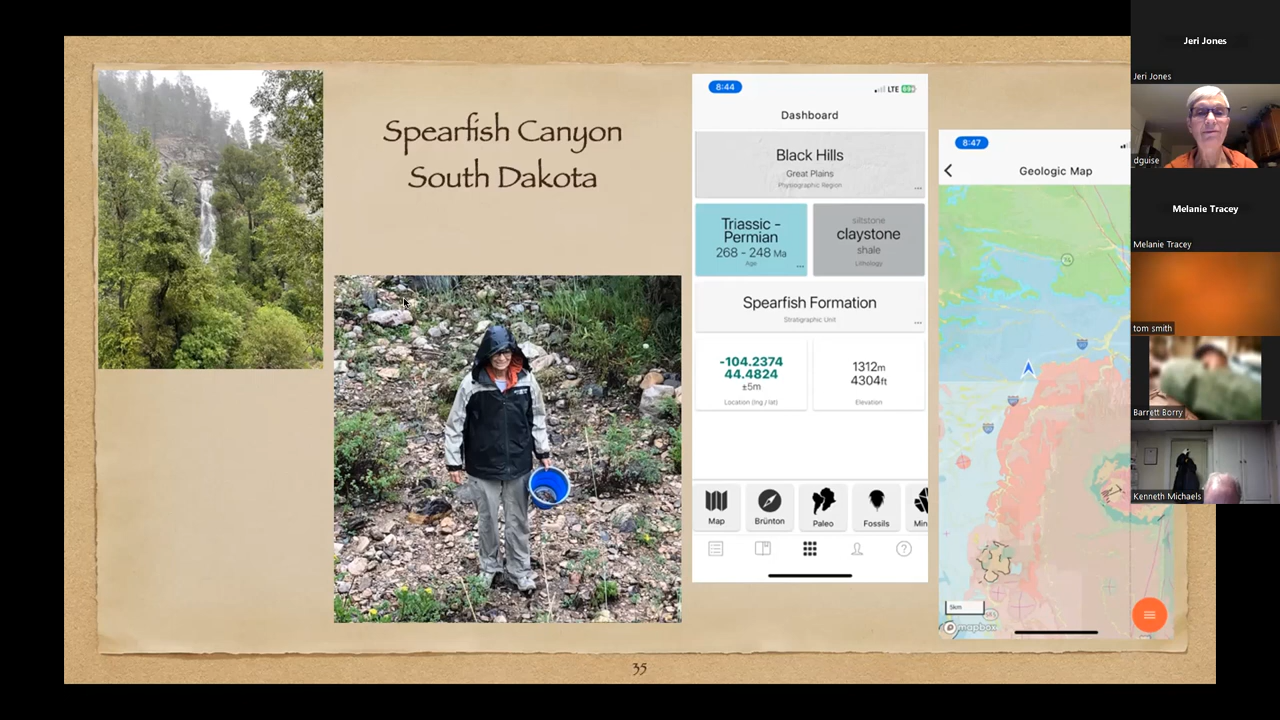 Spearfish Canyon
South Dakota
8:44
LTE
Dashboard
Black Hills
Great Plains
Physiographic Region
Triassic -
Permian
268 - 248 Ma
Age
siltstone
claystone
shale
Lithology
Spearfish Formation
Stratigraphic Unit
-104.2374
44.4824
±5m
Location (lng / lat)
1312m
4304ft
Elevation
Map
Brunton
Paleo
Fossils
Min
8:47
Geologic Map
5km
mapbox
35
Jeri Jones
Jeri Jones
dguise
Melanie Tracey
Melanie Tracey
tom smith
Barrett Borry
Kenneth Michaels